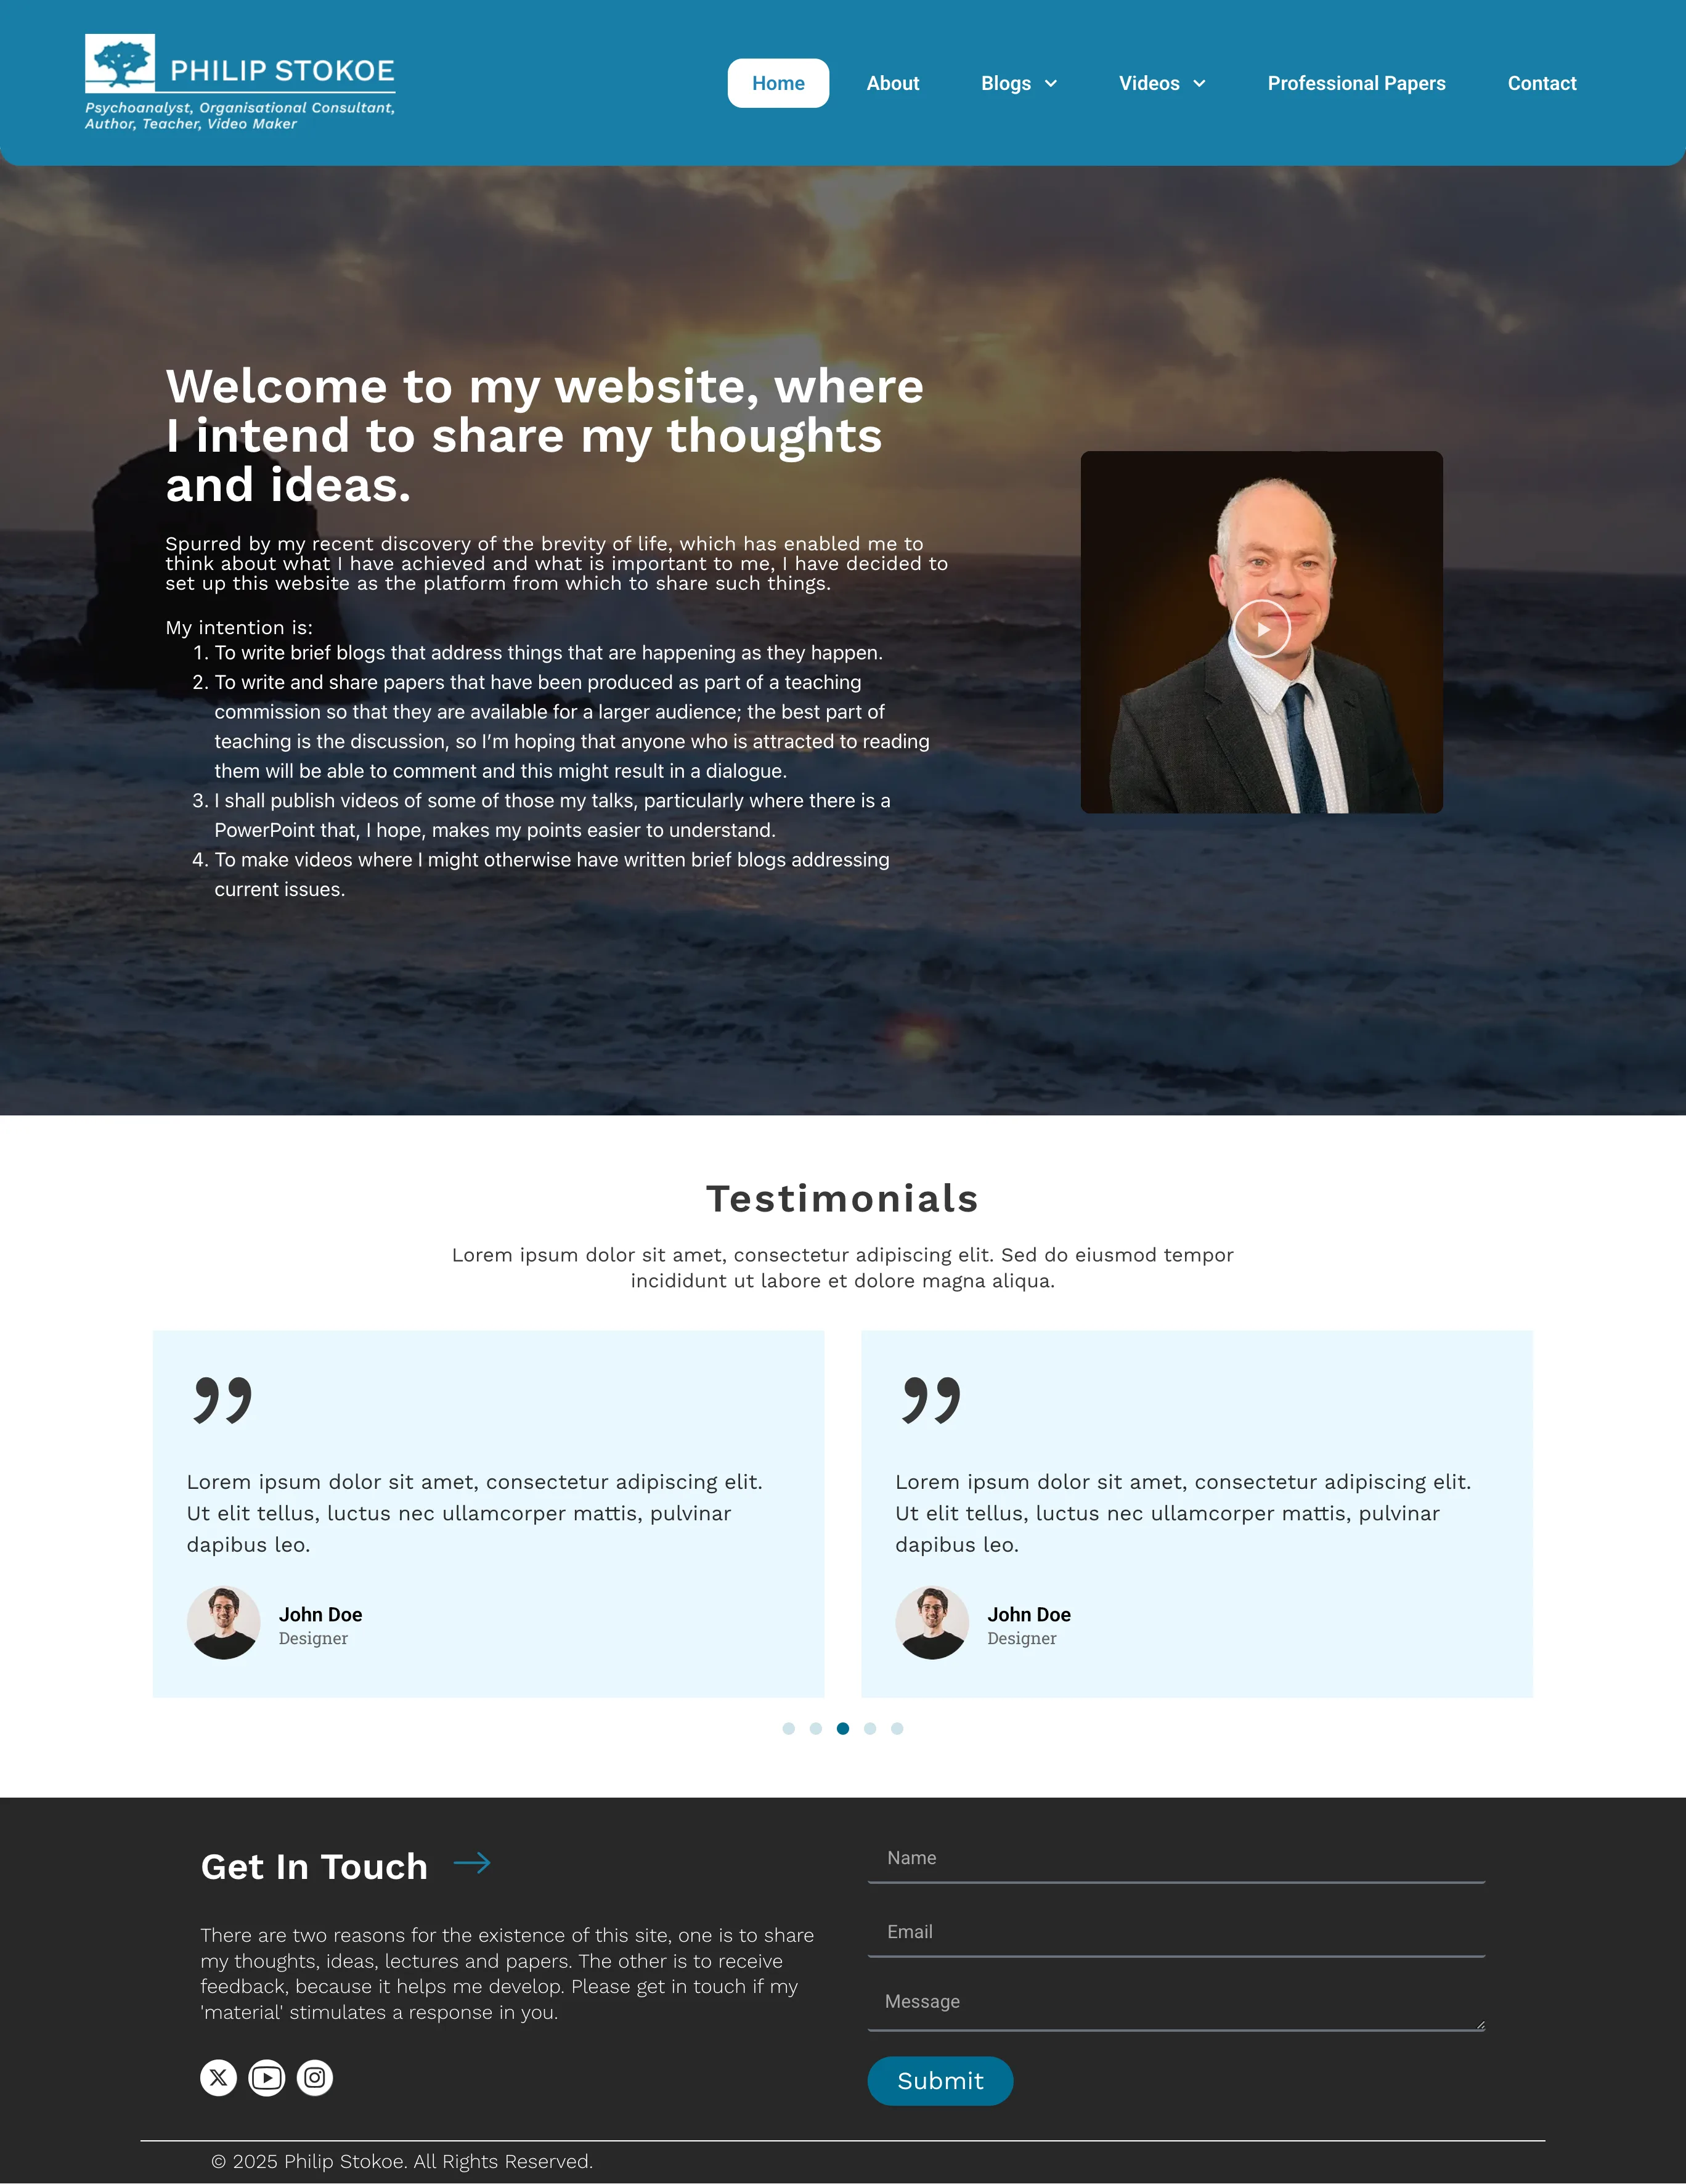 PHILIP STOKOE
Psychoanalyst, Organisational Consultant,
Author, Teacher, Video Maker
Home
About
Blogs
Videos
Professional Papers
Contact
Welcome to my website, where
I intend to share my thoughts
and ideas.
Spurred by my recent discovery of the brevity of life, which has enabled me to
think about what I have achieved and what is important to me, I have decided to
set up this website as the platform from which to share such things.
My intention is:
1. To write brief blogs that address things that are happening as they happen.
2. To write and share papers that have been produced as part of a teaching
commission so that they are available for a larger audience; the best part of
teaching is the discussion, so I’m hoping that anyone who is attracted to reading
them will be able to comment and this might result in a dialogue.
3. I shall publish videos of some of those my talks, particularly where there is a
PowerPoint that, I hope, makes my points easier to understand.
4. To make videos where I might otherwise have written brief blogs addressing
current issues.
Testimonials
Lorem ipsum dolor sit amet, consectetur adipiscing elit. Sed do eiusmod tempor
incididunt ut labore et dolore magna aliqua.
”
Lorem ipsum dolor sit amet, consectetur adipiscing elit.
Ut elit tellus, luctus nec ullamcorper mattis, pulvinar
dapibus leo.
John Doe
Designer
”
Lorem ipsum dolor sit amet, consectetur adipiscing elit.
Ut elit tellus, luctus nec ullamcorper mattis, pulvinar
dapibus leo.
John Doe
Designer
Get In Touch
There are two reasons for the existence of this site, one is to share
my thoughts, ideas, lectures and papers. The other is to receive
feedback, because it helps me develop. Please get in touch if my
'material' stimulates a response in you.
Name
Email
Message
Submit
© 2025 Philip Stokoe. All Rights Reserved.